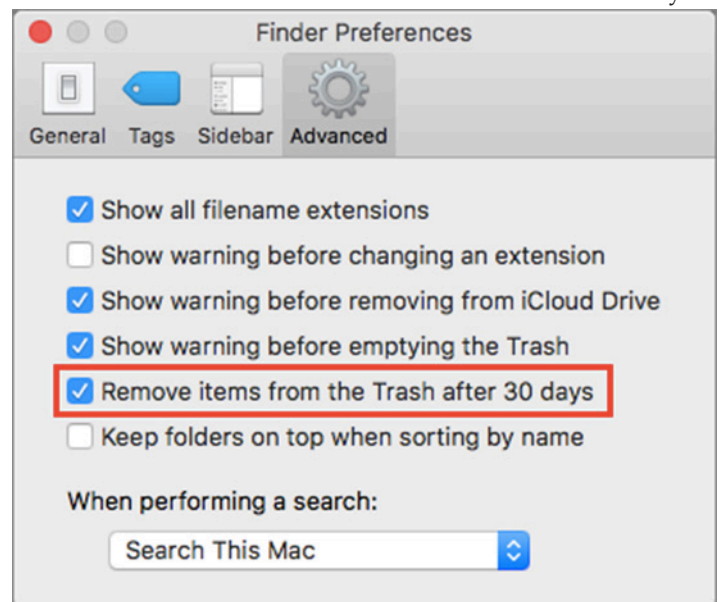 Finder Preferences
General Tags Sidebar Advanced
Show all filename extensions
Show warning before changing an extension
Show warning before removing from iCloud Drive
Show warning before emptying the Trash
Remove items from the Trash after 30 days
Keep folders on top when sorting by name
When performing a search:
Search This Mac